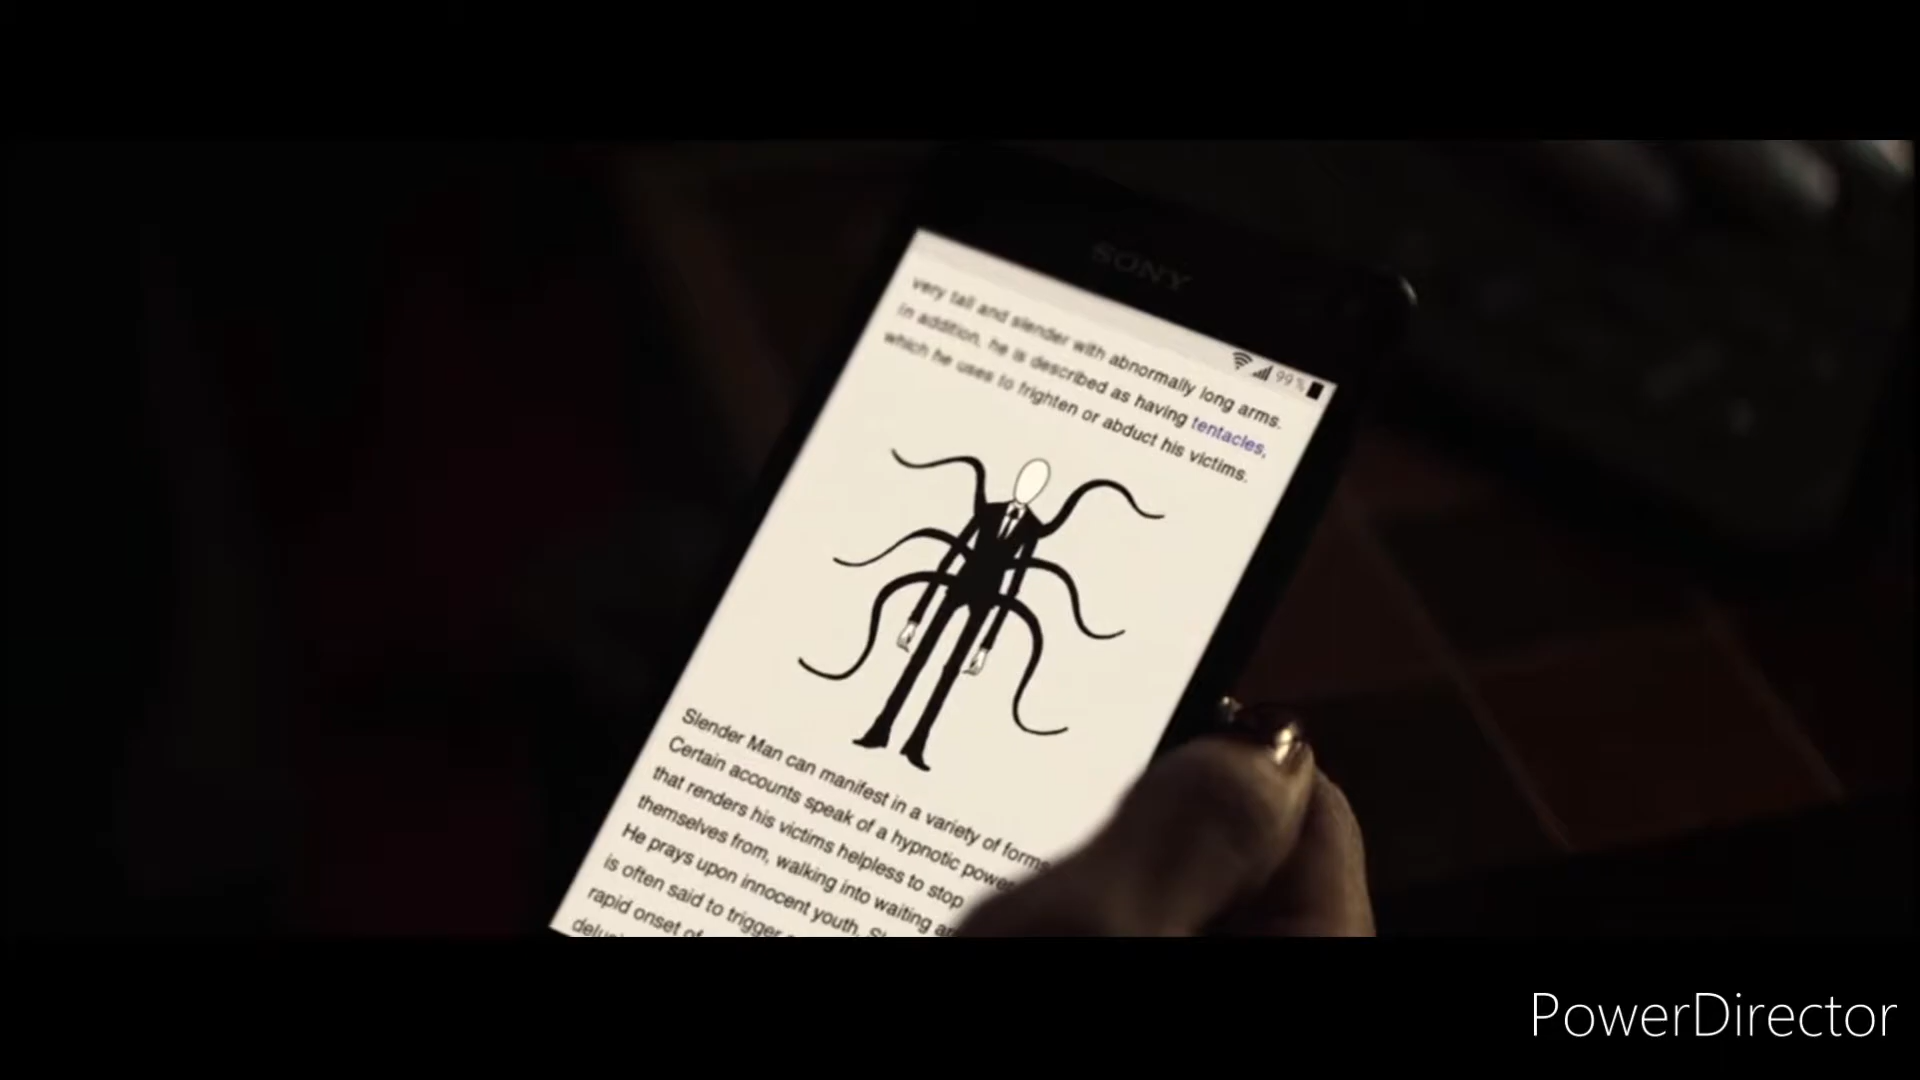 SONY
99%
very tall and slender with abnormally long arms.
In addition, he is described as having tentacles,
which he uses to frighten or abduct his victims.
Slender Man can manifest in a variety of forms
Certain accounts speak of a hypnotic power
that renders his victims helpless to stop
themselves from, walking into waiting
He prays upon innocent youth,
is often said to trigger
rapid onset of
PowerDirector